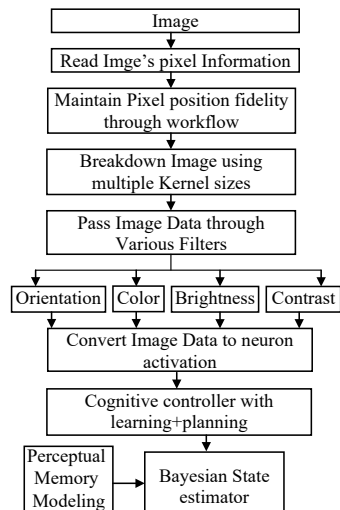 Image
Read Imge's pixel Information
Maintain Pixel position fidelity
through workflow
Breakdown Image using
multiple Kernel sizes
Pass Image Data through
Various Filters
Orientation Color Brightness Contrast
Convert Image Data to neuron
activation
Cognitive controller with
learning+planning
Perceptual
Memory
Modeling
Bayesian State
estimator